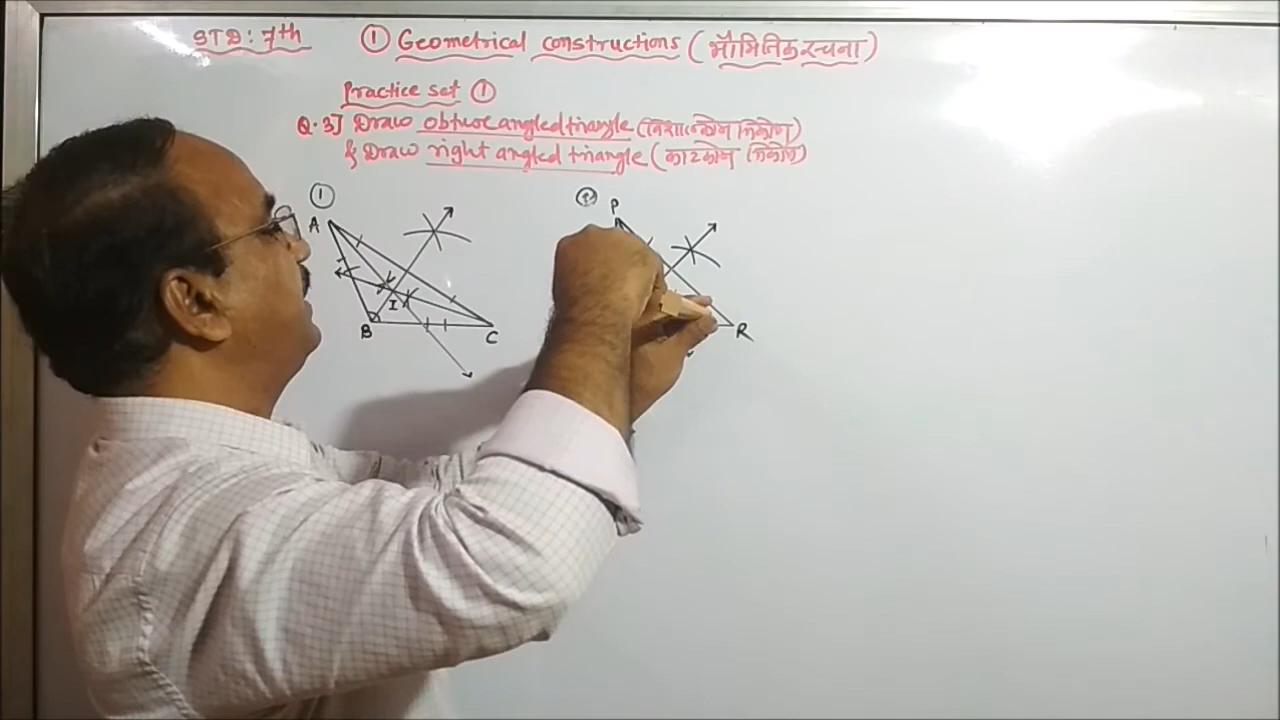 STD: 7th ① Geometrical constructions (भौमितिक रचना)
Practice set ①
Q.3] Draw obtuse angled triangle (विशालकोन त्रिकोण)
& Draw right angled triangle (काटकोन त्रिकोण)
① ②
A P
I
B C R